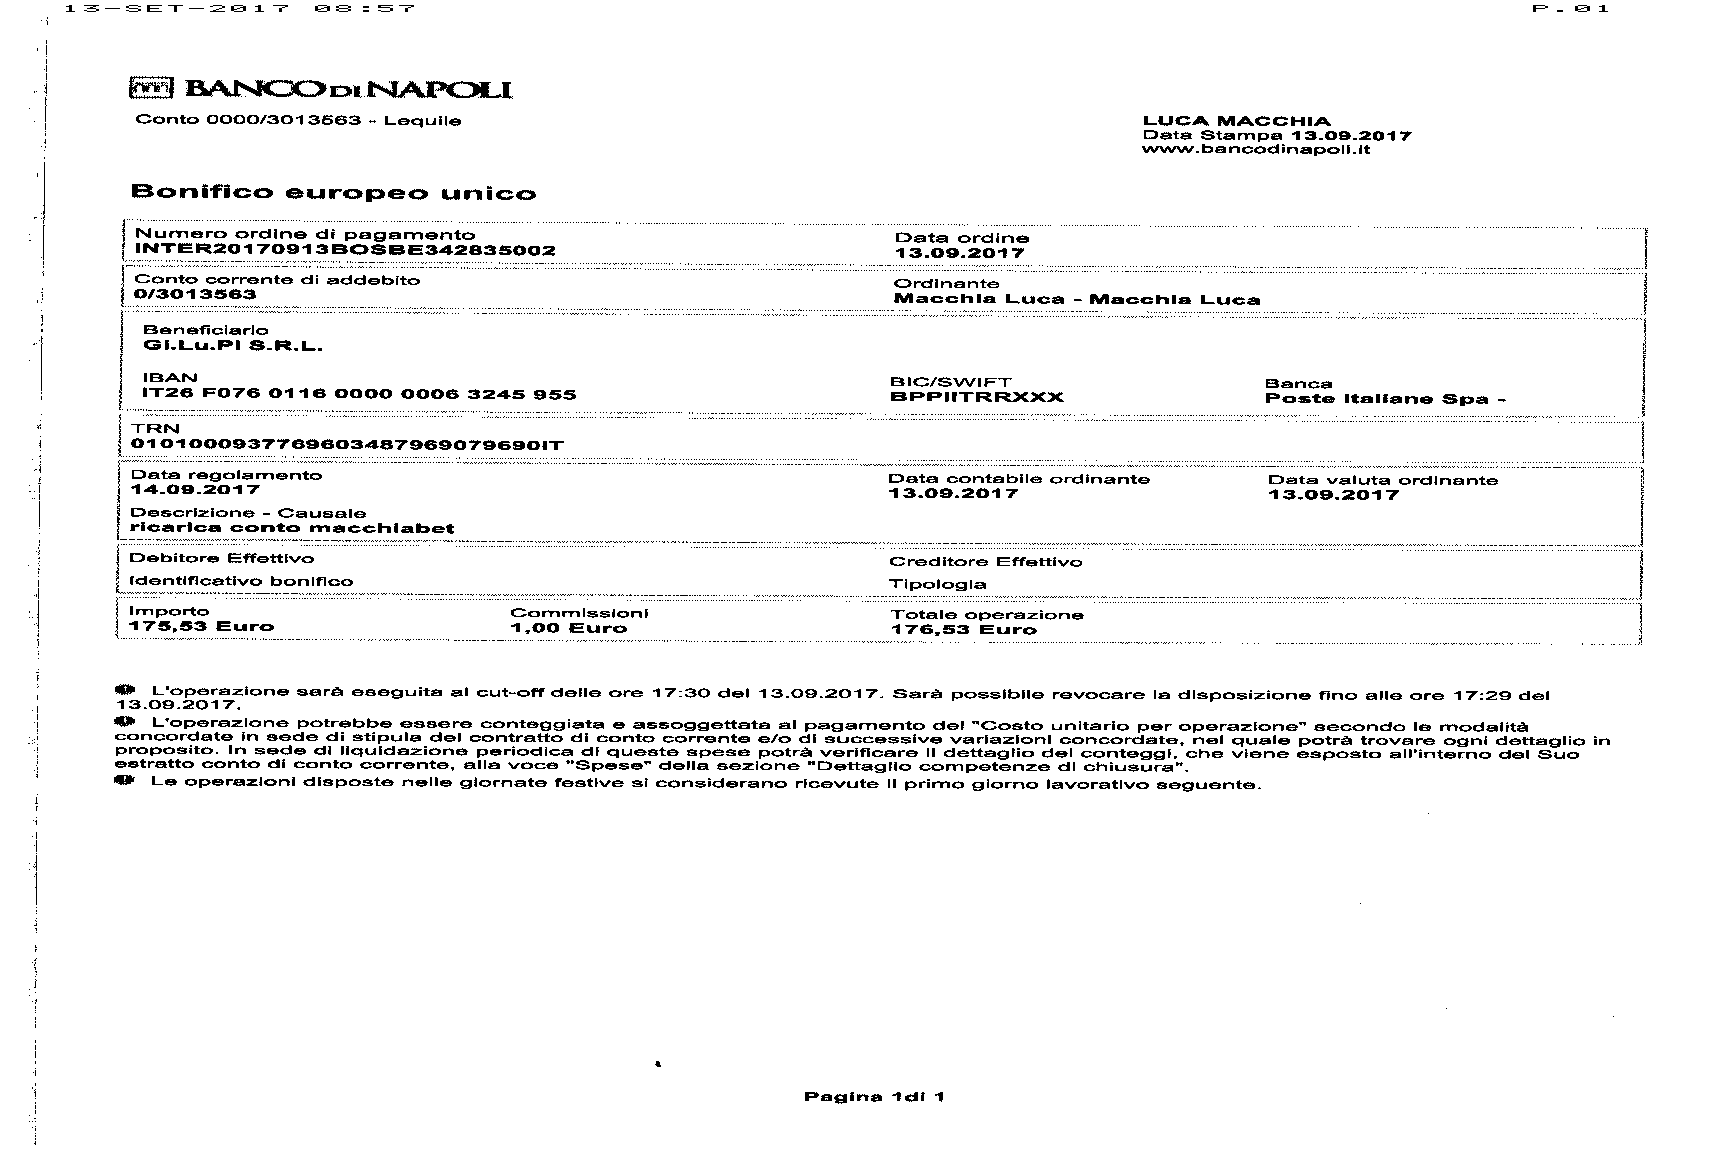 13-SET-2017 08:57 P.01
BANCO DI NAPOLI
Conto 0000/3013563 - Lequile
LUCA MACCHIA
Data Stampa 13.09.2017
www.bancodinapoli.it
Bonifico europeo unico
Numero ordine di pagamento
INTER20170913BOSBE342835002
Data ordine
13.09.2017
Conto corrente di addebito
0/3013563
Ordinante
Macchia Luca - Macchia Luca
Beneficiario
Gi.Lu.Pi S.R.L.
IBAN
IT26 F076 0116 0000 0006 3245 955
BIC/SWIFT
BPPIITRRXXX
Banca
Poste Italiane Spa -
TRN
0101000937769603487969079690IT
Data regolamento
14.09.2017
Data contabile ordinante
13.09.2017
Data valuta ordinante
13.09.2017
Descrizione - Causale
ricarica conto macchiabet
Debitore Effettivo
Creditore Effettivo
Identificativo bonifico
Tipologia
Importo
175,53 Euro
Commissioni
1,00 Euro
Totale operazione
176,53 Euro
L'operazione sarà eseguita al cut-off delle ore 17:30 del 13.09.2017. Sarà possibile revocare la disposizione fino alle ore 17:29 del
13.09.2017.
L'operazione potrebbe essere conteggiata e assoggettata al pagamento del "Costo unitario per operazione" secondo le modalità
concordate in sede di stipula del contratto di conto corrente e/o di successive variazioni concordate, nel quale potrà trovare ogni dettaglio in
proposito. In sede di liquidazione periodica di queste spese potrà verificare il dettaglio dei conteggi, che viene esposto all'interno del Suo
estratto conto di conto corrente, alla voce "Spese" della sezione "Dettaglio competenze di chiusura".
Le operazioni disposte nelle giornate festive si considerano ricevute il primo giorno lavorativo seguente.
Pagina 1di 1